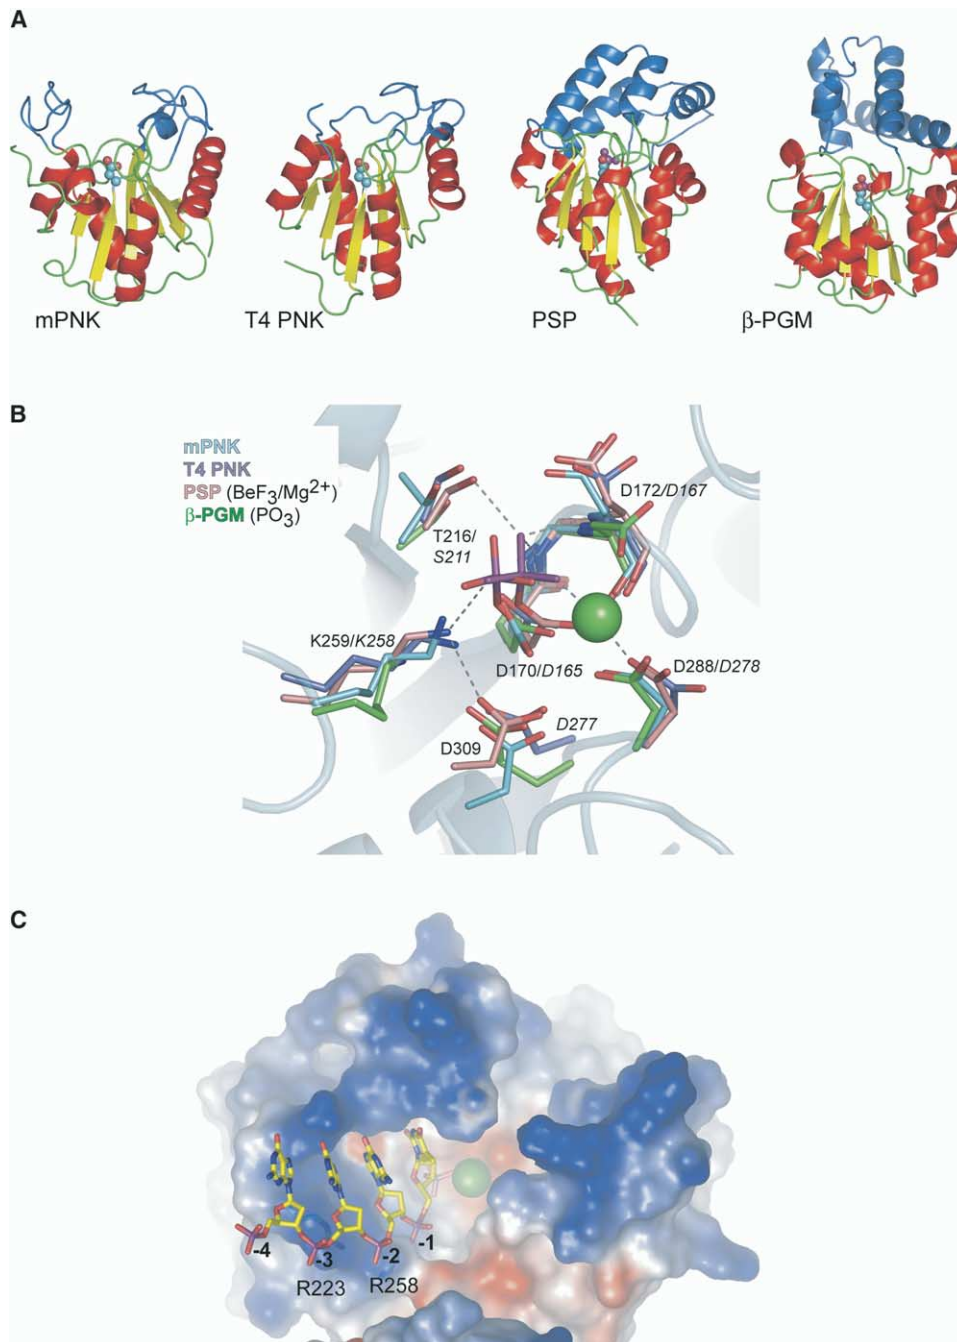 A
mPNK
T4 PNK
PSP
β-PGM
B
mPNK
T4 PNK
PSP (BeF3/Mg2+)
β-PGM (PO3)
D172/D167
T216/
S211
K259/K258
D170/D165
D288/D278
D277
D309
C
-4
-3
-2
-1
R223
R258